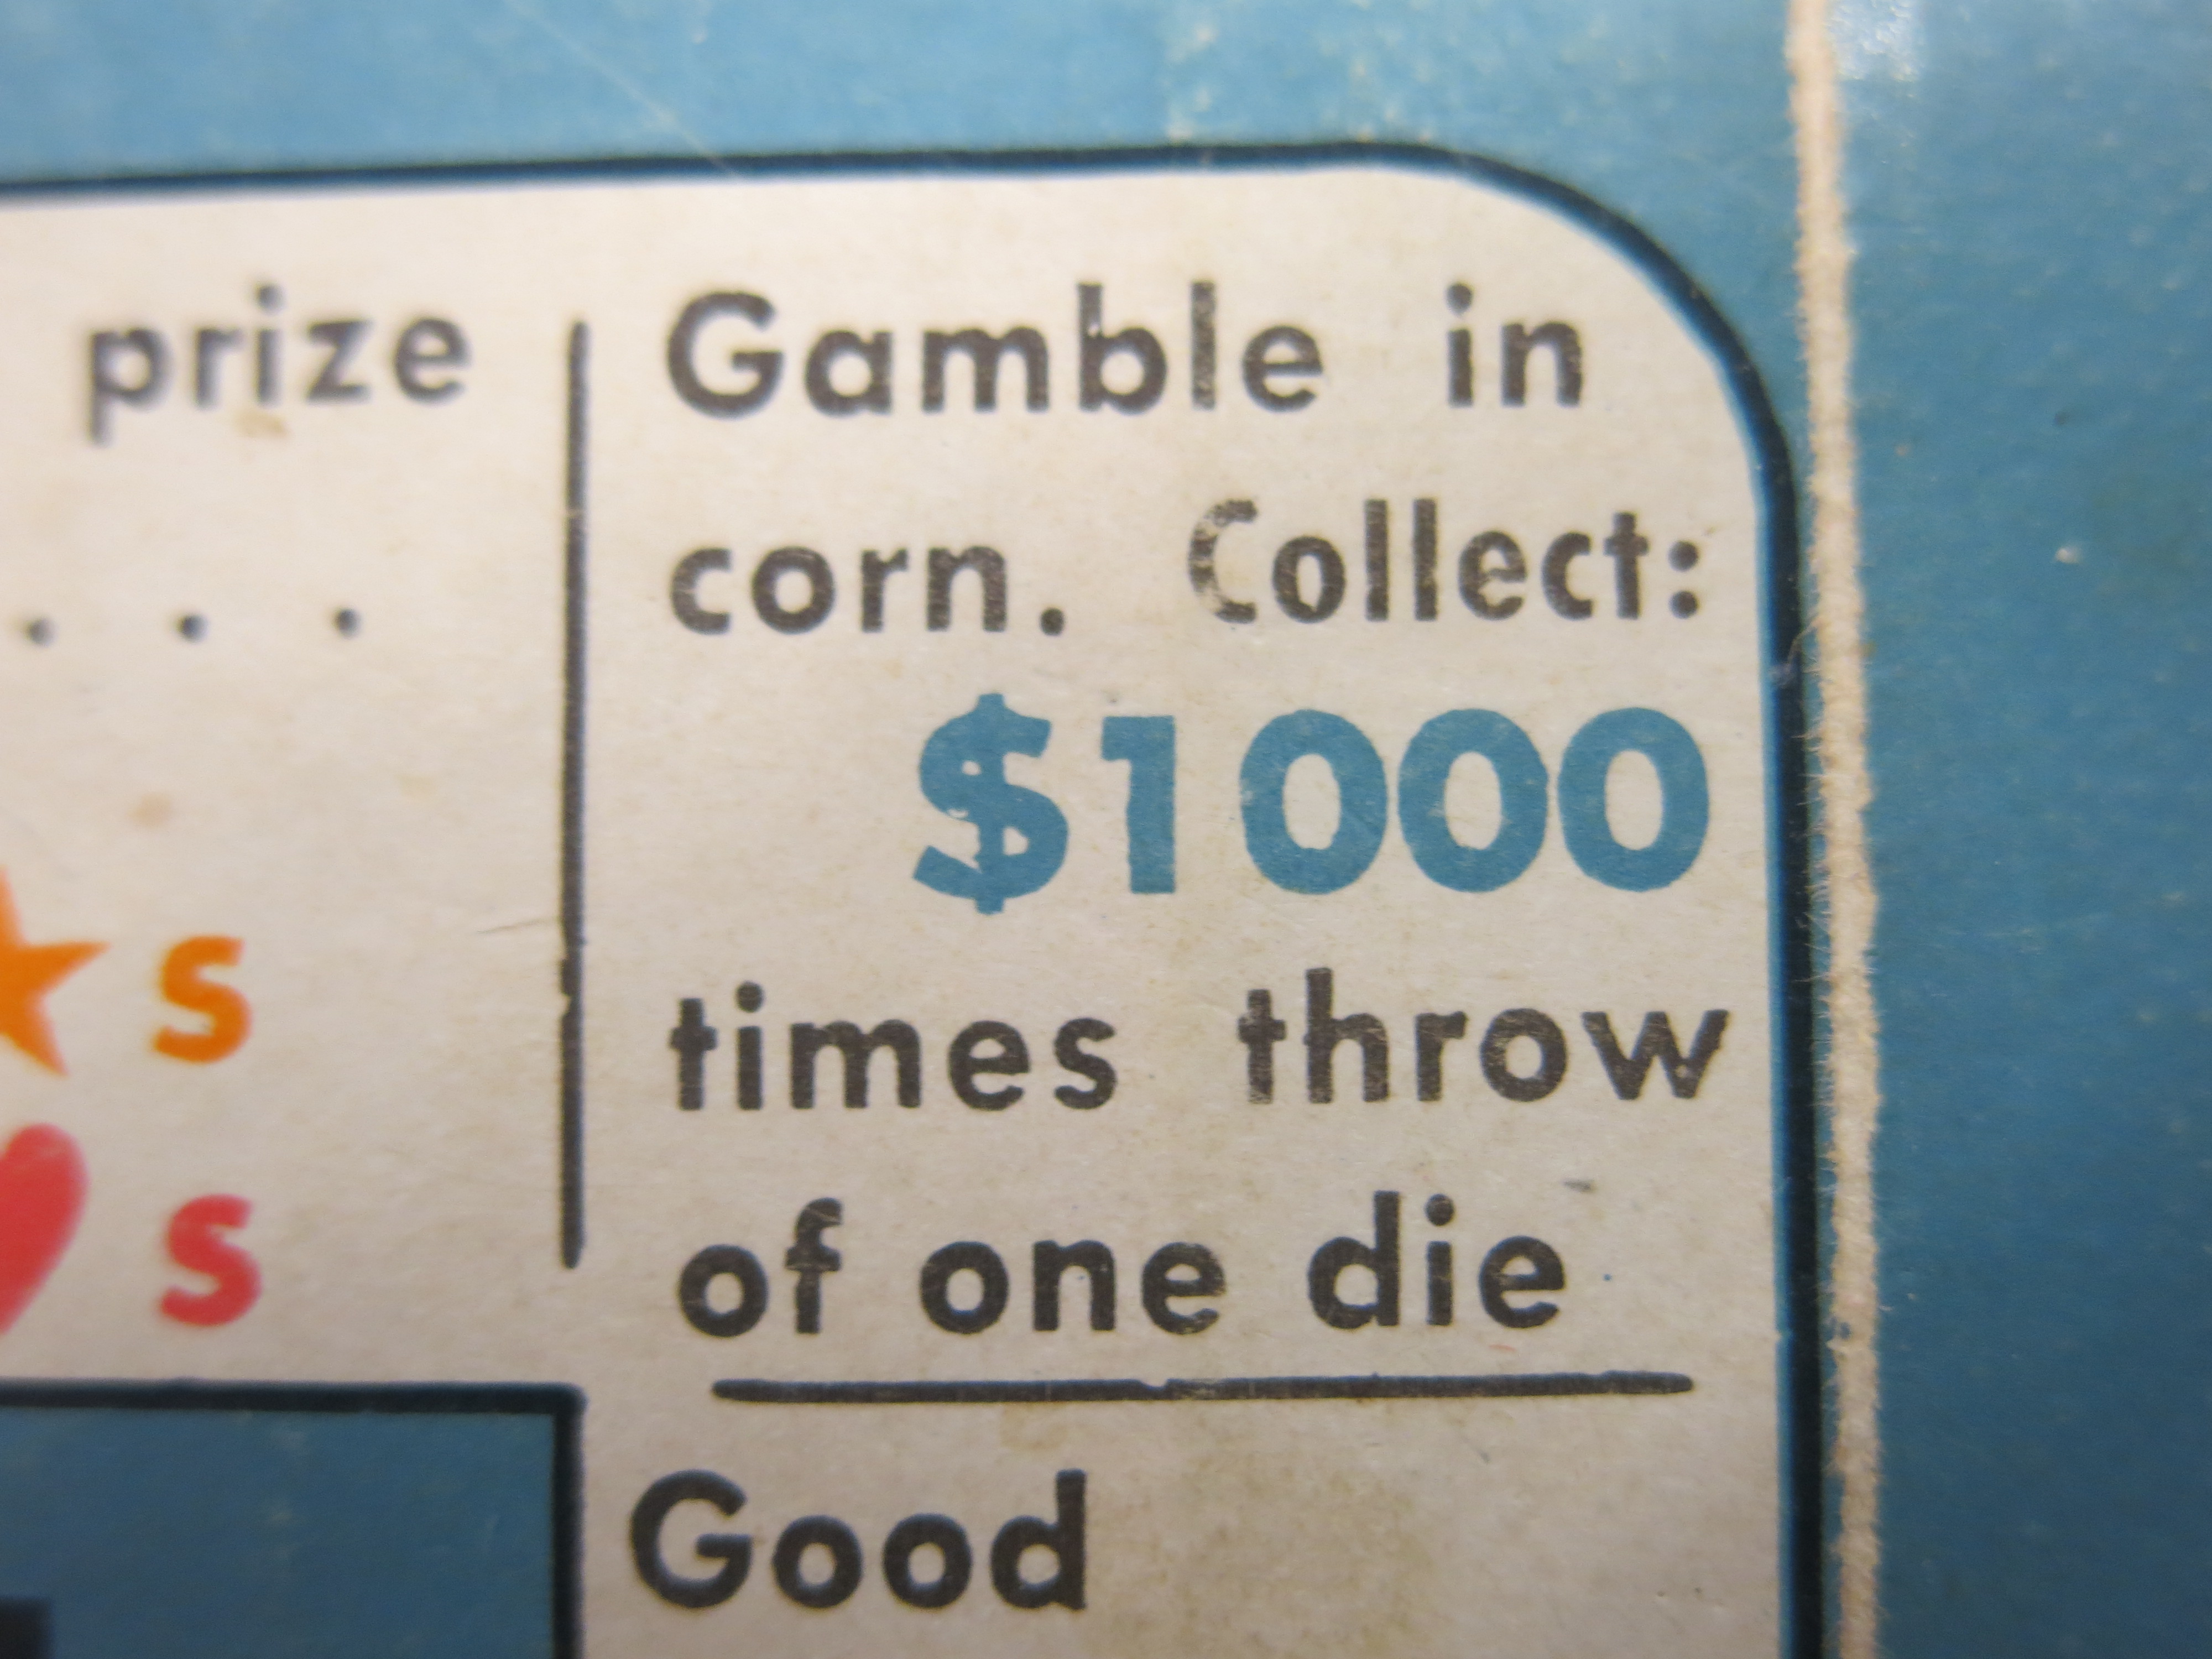 prize
. . .
s
s
Gamble in
corn. Collect:
$1000
times throw
of one die
Good